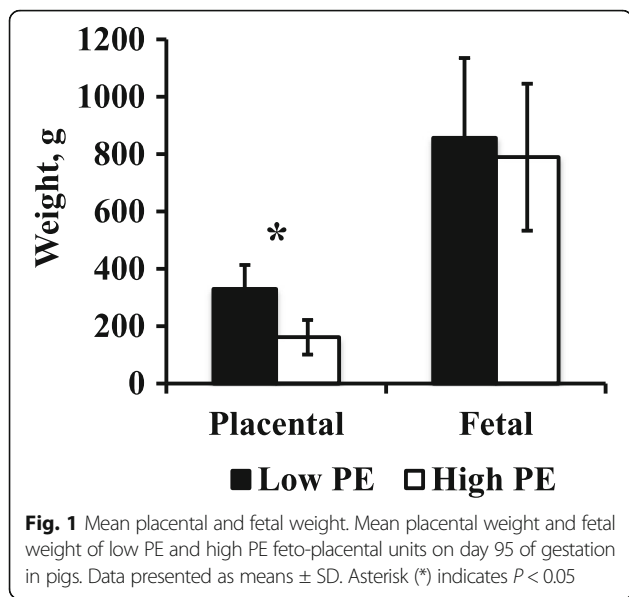 1200
1000
800
600
400
200
0
Weight, g
*
Placental Fetal
Low PE High PE
Fig. 1 Mean placental and fetal weight. Mean placental weight and fetal
weight of low PE and high PE feto-placental units on day 95 of gestation
in pigs. Data presented as means ± SD. Asterisk (*) indicates P < 0.05